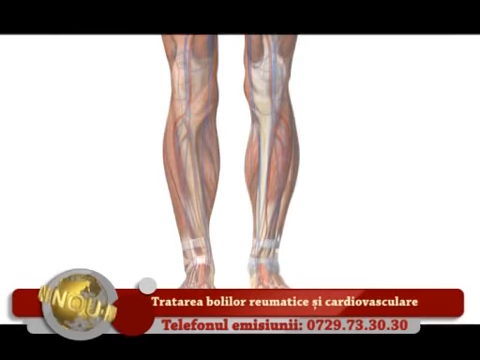 Tratarea bolilor reumatice și cardiovasculare
Telefonul emisiunii: 0729.73.30.30